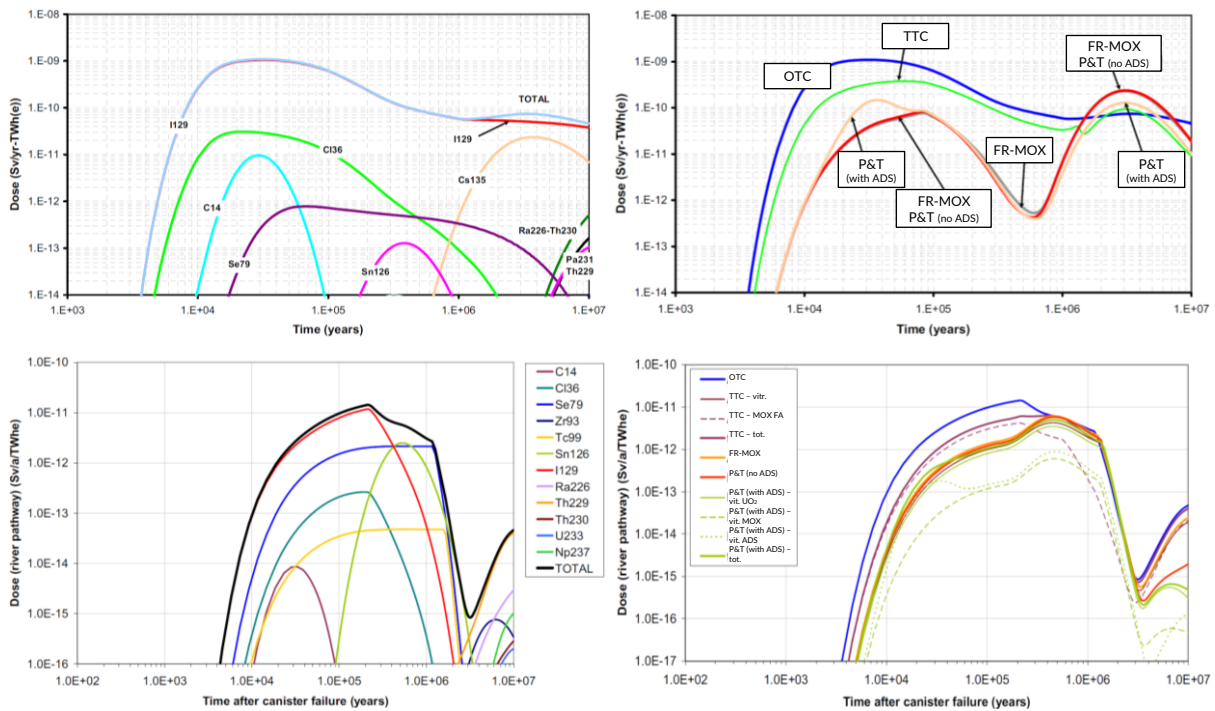 1.E-08
1.E-09
1.E-10
1.E-11
1.E-12
1.E-13
1.E-14
Dose (Sv/yr-TWh(e))
I129
Cl36
C14
Se79
Sn126
Cs135
I129
TOTAL
Ra226-Th230
Pa231
Th229
1.E+03
1.E+04
1.E+05
1.E+06
1.E+07
Time (years)
1.E-08
1.E-09
1.E-10
1.E-11
1.E-12
1.E-13
1.E-14
Dose (Sv/yr-TWh(e))
OTC
TTC
FR-MOX
P&T (no ADS)
P&T
(with ADS)
FR-MOX
P&T
(with ADS)
FR-MOX
P&T (no ADS)
1.E+03
1.E+04
1.E+05
1.E+06
1.E+07
Time (years)
1.0E-10
1.0E-11
1.0E-12
1.0E-13
1.0E-14
1.0E-15
1.0E-16
Dose (river pathway) (Sv/a/TWhe)
1.0E+02
1.0E+03
1.0E+04
1.0E+05
1.0E+06
1.0E+07
Time after canister failure (years)
C14
Cl36
Se79
Zr93
Tc99
Sn126
I129
Ra226
Th229
Th230
U233
Np237
TOTAL
1.0E-10
1.0E-11
1.0E-12
1.0E-13
1.0E-14
1.0E-15
1.0E-16
1.0E-17
Dose (river pathway) (Sv/a/TWhe)
OTC
TTC – vitr.
TTC – MOX FA
TTC – tot.
FR-MOX
P&T (no ADS)
P&T (with ADS) –
vit. UO₂
P&T (with ADS) –
vit. MOX
P&T (with ADS) –
vit. ADS
P&T (with ADS) –
tot.
1.0E+02
1.0E+03
1.0E+04
1.0E+05
1.0E+06
1.0E+07
Time after canister failure (years)